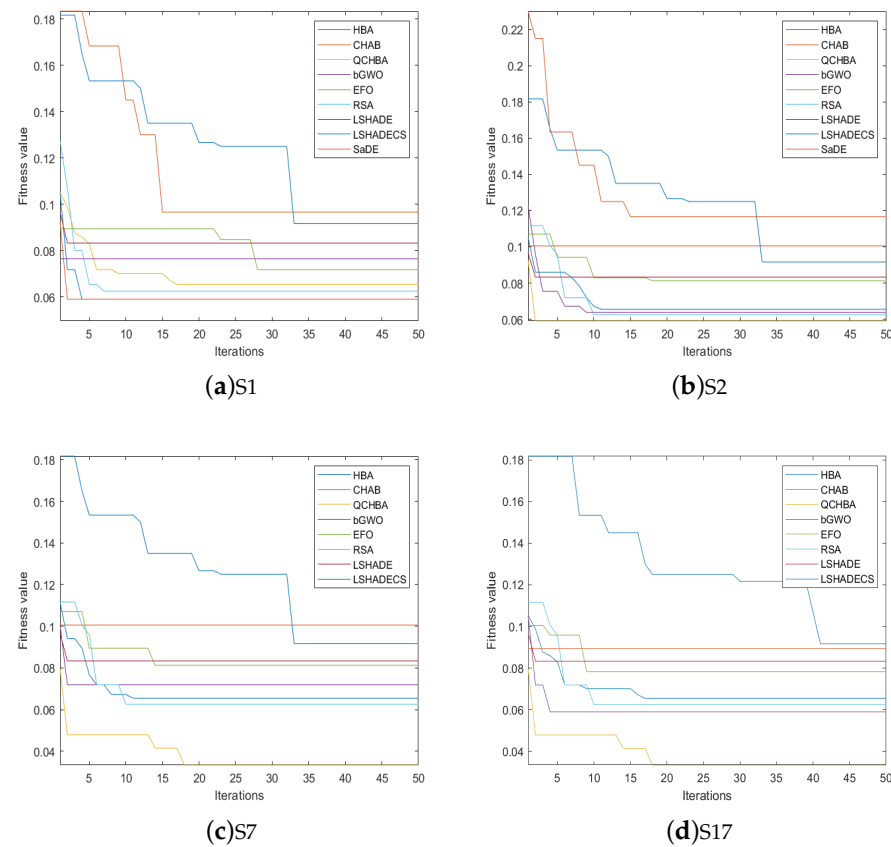 0.18
0.16
0.14
0.12
0.1
0.08
0.06
Fitness value
HBA
CHAB
QCHBA
bGWO
EFO
RSA
LSHADE
LSHADECS
SaDE
5 10 15 20 25 30 35 40 45 50
Iterations
(a)S1
0.22
0.2
0.18
0.16
0.14
0.12
0.1
0.08
0.06
Fitness value
HBA
CHAB
QCHBA
bGWO
EFO
RSA
LSHADE
LSHADECS
SaDE
5 10 15 20 25 30 35 40 45 50
Iterations
(b)S2
0.18
0.16
0.14
0.12
0.1
0.08
0.06
0.04
Fitness value
HBA
CHAB
QCHBA
bGWO
EFO
RSA
LSHADE
LSHADECS
5 10 15 20 25 30 35 40 45 50
Iterations
(c)S7
0.18
0.16
0.14
0.12
0.1
0.08
0.06
0.04
Fitness value
HBA
CHAB
QCHBA
bGWO
EFO
RSA
LSHADE
LSHADECS
5 10 15 20 25 30 35 40 45 50
Iterations
(d)S17